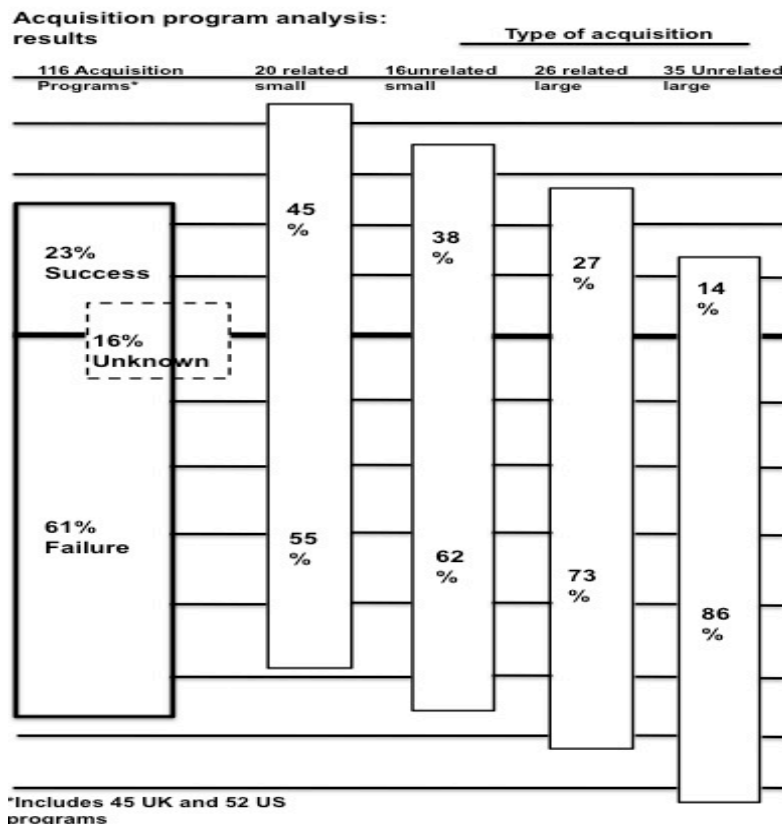 Acquisition program analysis:
results
Type of acquisition
116 Acquisition
Programs*
20 related
small
16unrelated
small
26 related
large
35 Unrelated
large
23%
Success
16%
Unknown
61%
Failure
45
%
55
%
38
%
62
%
27
%
73
%
14
%
86
%
*Includes 45 UK and 52 US
programs